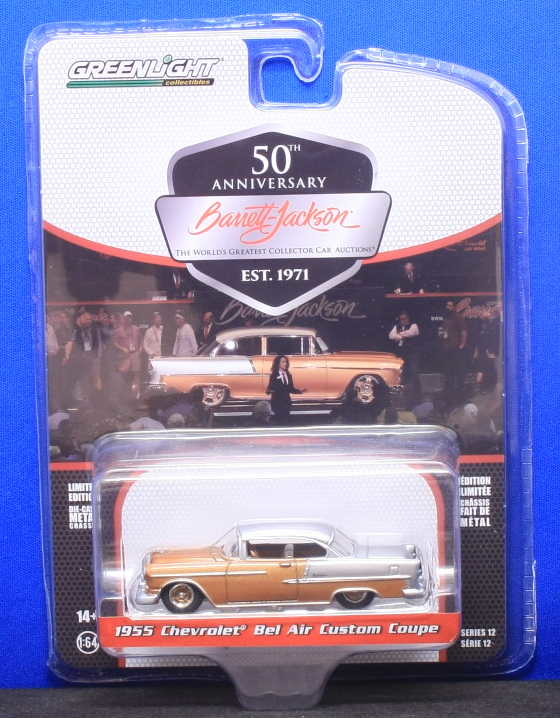 GREENLIGHT
collectibles
50TH
ANNIVERSARY
Barrett-Jackson
THE WORLD'S GREATEST COLLECTOR CAR AUCTIONS®
EST. 1971
Barrett-Jackson
LIMITED
EDITION
DIE-CAST
METAL
CHASSIS
ÉDITION
LIMITÉE
CHÂSSIS
FAIT DE
MÉTAL
14+
1:64
1955 Chevrolet® Bel Air Custom Coupe
SERIES 12
SÉRIE 12